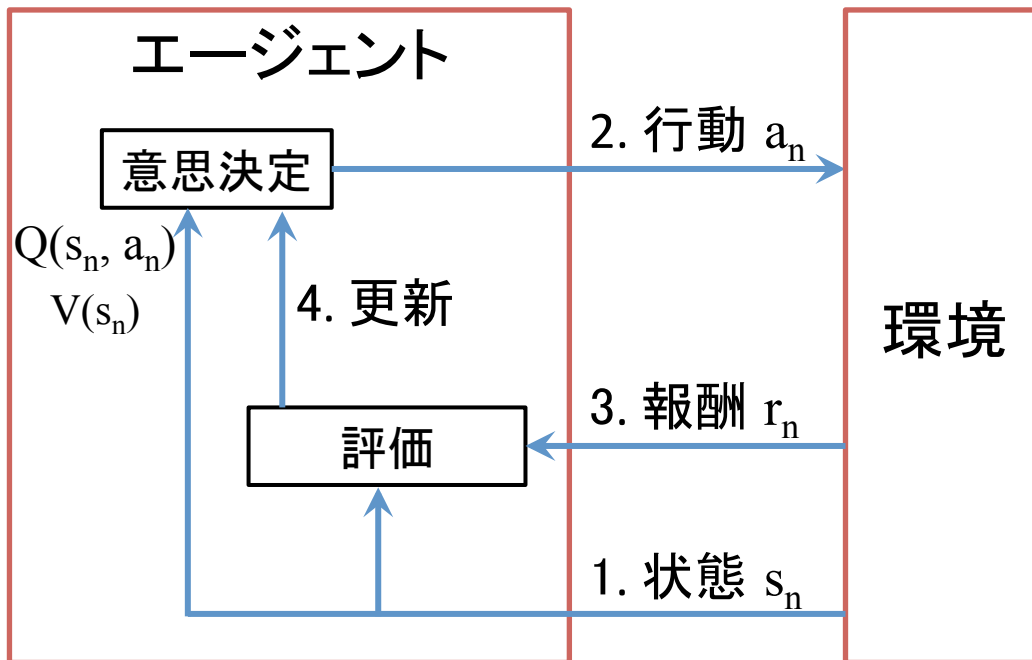 エージェント
2. 行動 aₙ
意思決定
Q(sₙ, aₙ)
V(sₙ)
4. 更新
環境
3. 報酬 rₙ
評価
1. 状態 sₙ